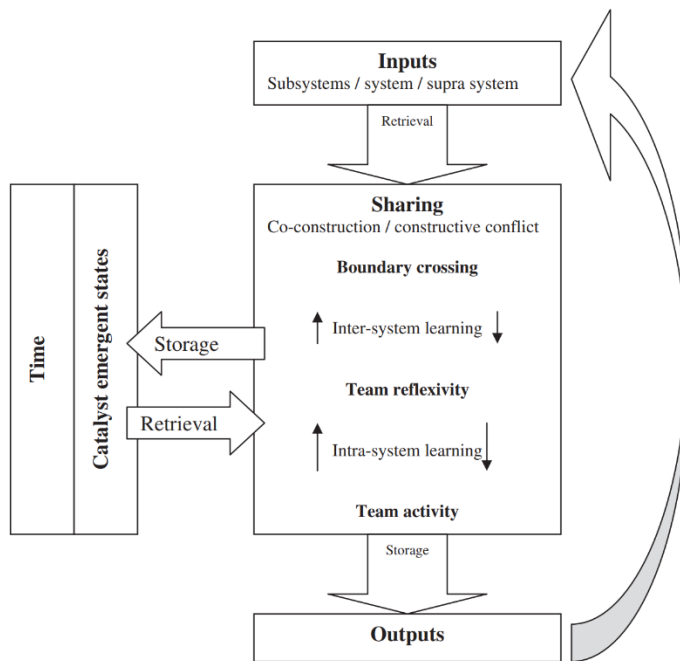 Inputs
Subsystems / system / supra system
Retrieval
Sharing
Co-construction / constructive conflict
Boundary crossing
Inter-system learning
Team reflexivity
Intra-system learning
Team activity
Time
Catalyst emergent states
Storage
Retrieval
Storage
Outputs